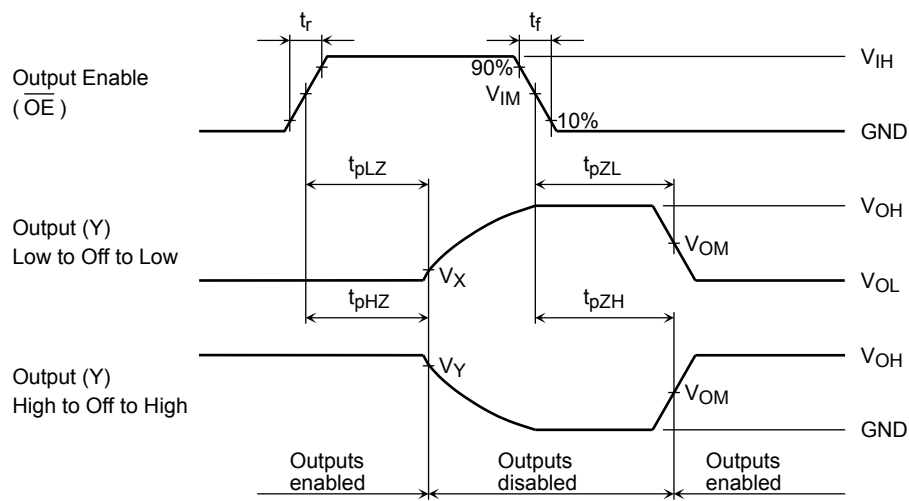 tr
tf
Output Enable
( OE )
90%
VIM
10%
VIH
GND
tpLZ
tpZL
Output (Y)
Low to Off to Low
VX
VOM
VOH
VOL
tpHZ
tpZH
Output (Y)
High to Off to High
VY
VOM
VOH
GND
Outputs
enabled
Outputs
disabled
Outputs
enabled